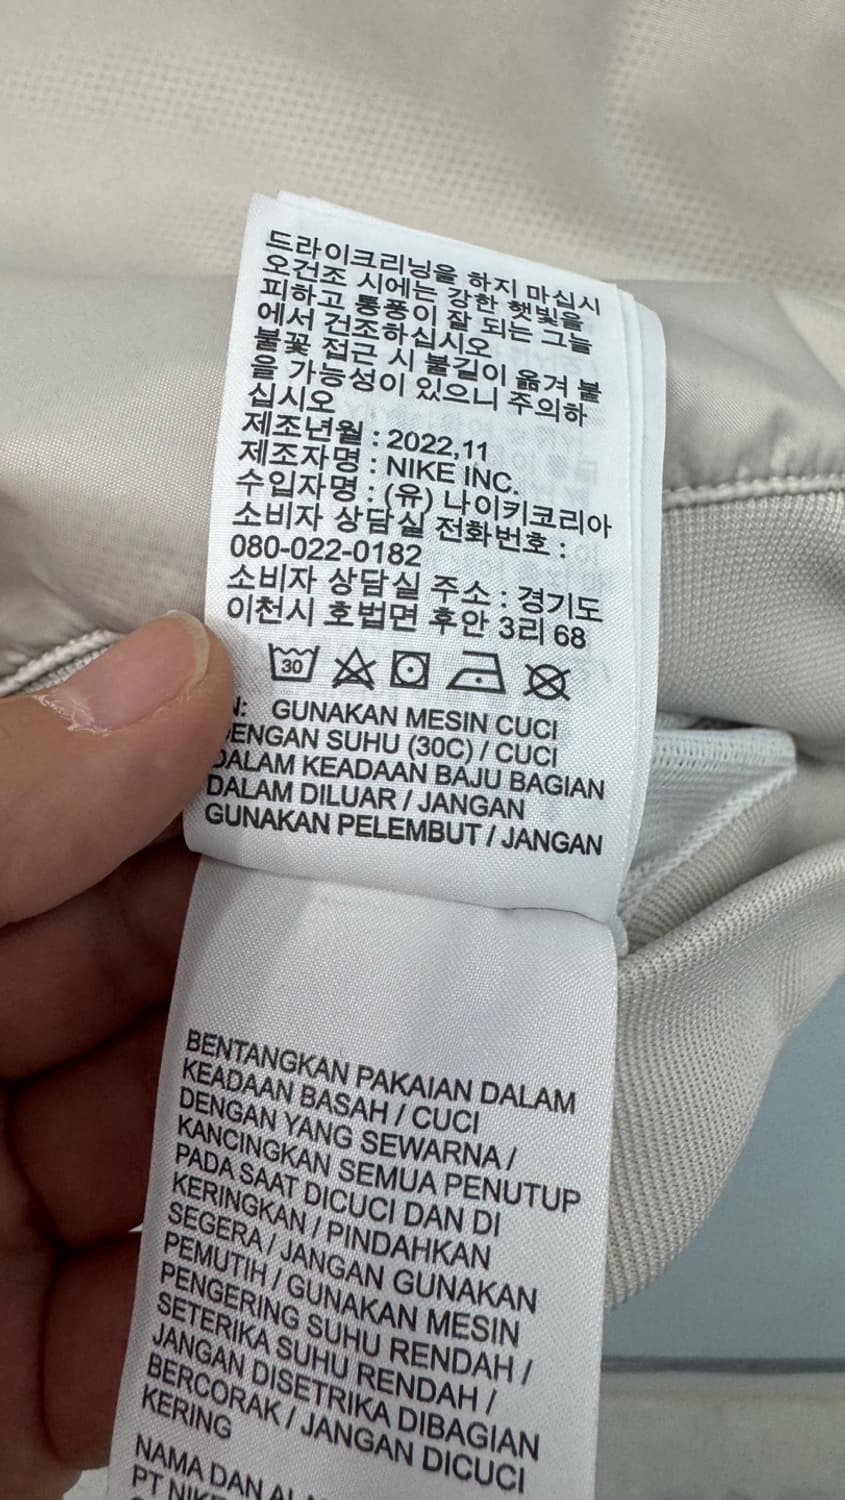 드라이크리닝을 하지 마십시
오건조 시에는 강한 햇빛을
피하고 통풍이 잘 되는 그늘
에서 건조하십시오
불꽃 접근 시 불길이 옮겨 붙
을 가능성이 있으니 주의하
십시오
제조년월 : 2022,11
제조자명 : NIKE INC.
수입자명 : (유) 나이키코리아
소비자 상담실 전화번호 :
080-022-0182
소비자 상담실 주소 : 경기도
이천시 호법면 후안 3리 68
30
N: GUNAKAN MESIN CUCI
DENGAN SUHU (30C) / CUCI
DALAM KEADAAN BAJU BAGIAN
DALAM DILUAR / JANGAN
GUNAKAN PELEMBUT / JANGAN
BENTANGKAN PAKAIAN DALAM
KEADAAN BASAH / CUCI
DENGAN YANG SEWARNA /
KANCINGKAN SEMUA PENUTUP
PADA SAAT DICUCI DAN DI
KERINGKAN / PINDAHKAN
SEGERA / JANGAN GUNAKAN
PEMUTIH / GUNAKAN MESIN
PENGERING SUHU RENDAH /
SETERIKA SUHU RENDAH /
JANGAN DISETRIKA DIBAGIAN
BERCORAK / JANGAN DICUCI
KERING
NAMA DAN
PT NIKE